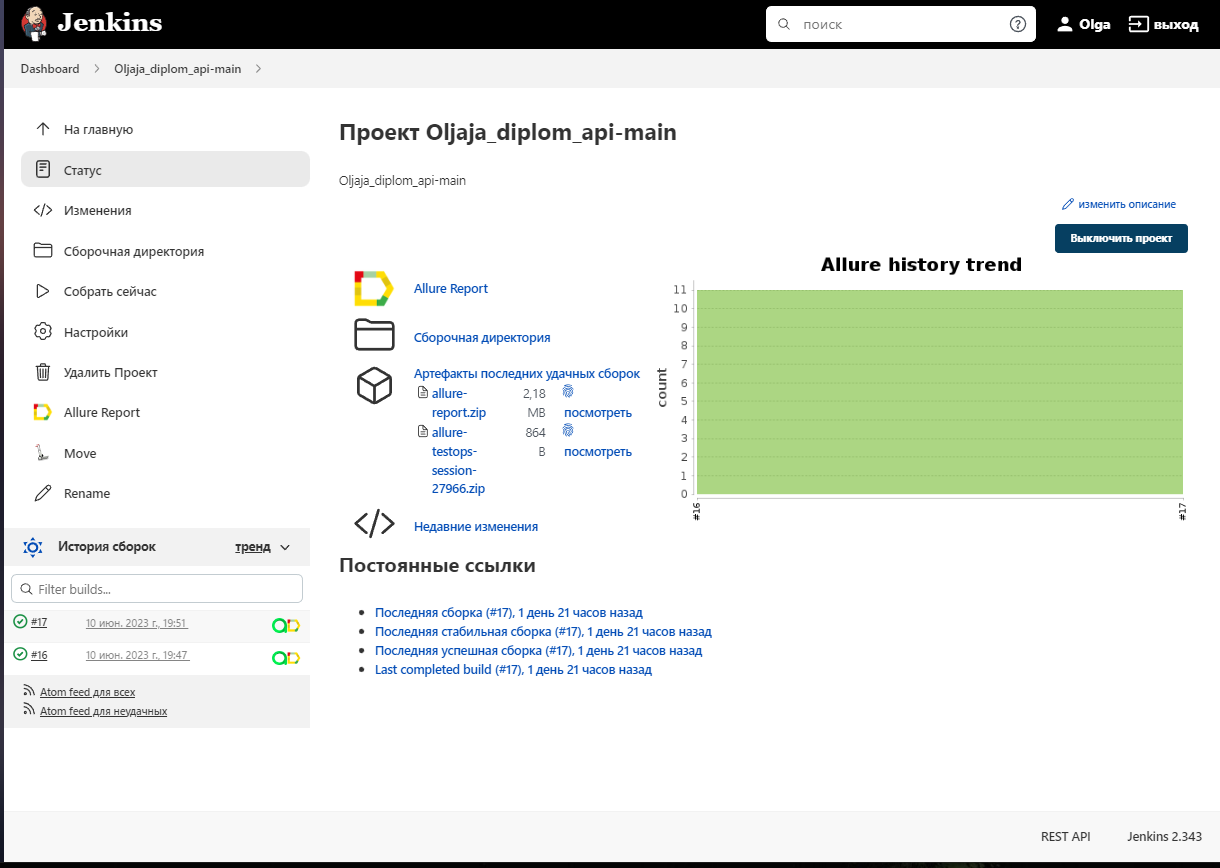 Jenkins
поиск
Olga
выход
Dashboard
Oljaja_diplom_api-main
На главную
Статус
Изменения
Сборочная директория
Собрать сейчас
Настройки
Удалить Проект
Allure Report
Move
Rename
История сборок
тренд
Filter builds...
#17
10 июн. 2023 г., 19:51
#16
10 июн. 2023 г., 19:47
Atom feed для всех
Atom feed для неудачных
Проект Oljaja_diplom_api-main
Oljaja_diplom_api-main
изменить описание
Выключить проект
Allure Report
Сборочная директория
Артефакты последних удачных сборок
allure-
report.zip
2,18
MB
посмотреть
allure-
testops-
session-
27966.zip
864
B
посмотреть
Недавние изменения
Allure history trend
count
11
10
9
8
7
6
5
4
3
2
1
0
#16
#17
Постоянные ссылки
Последняя сборка (#17), 1 день 21 часов назад
Последняя стабильная сборка (#17), 1 день 21 часов назад
Последняя успешная сборка (#17), 1 день 21 часов назад
Last completed build (#17), 1 день 21 часов назад
REST API
Jenkins 2.343